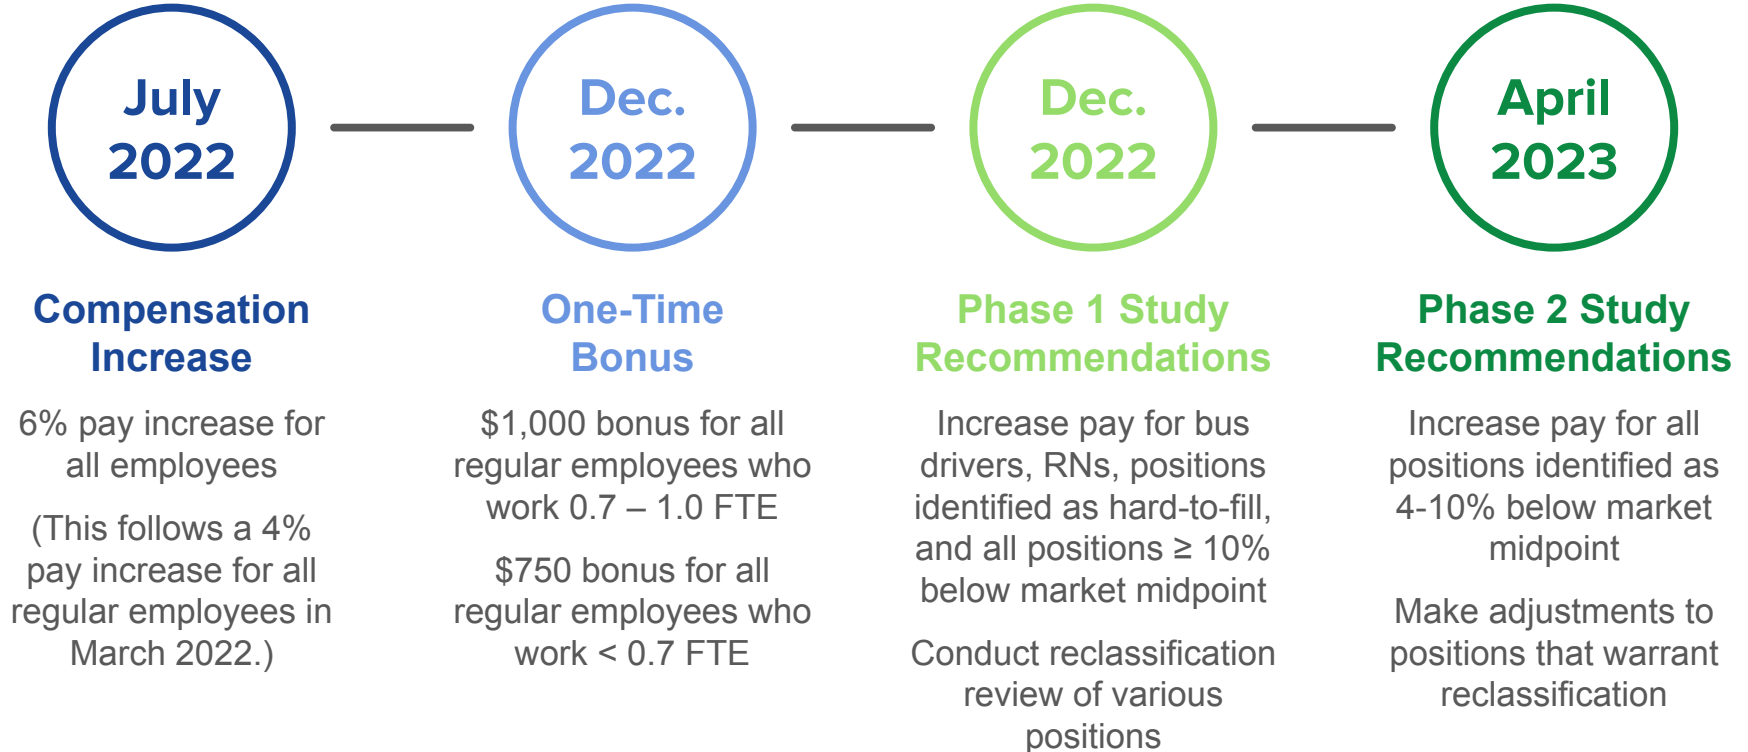 July
2022
Dec.
2022
Dec.
2022
April
2023
Compensation
Increase
6% pay increase for
all employees
(This follows a 4%
pay increase for all
regular employees in
March 2022.)
One-Time
Bonus
$1,000 bonus for all
regular employees who
work 0.7 – 1.0 FTE
$750 bonus for all
regular employees who
work < 0.7 FTE
Phase 1 Study
Recommendations
Increase pay for bus
drivers, RNs, positions
identified as hard-to-fill,
and all positions ≥ 10%
below market midpoint
Conduct reclassification
review of various
positions
Phase 2 Study
Recommendations
Increase pay for all
positions identified as
4-10% below market
midpoint
Make adjustments to
positions that warrant
reclassification